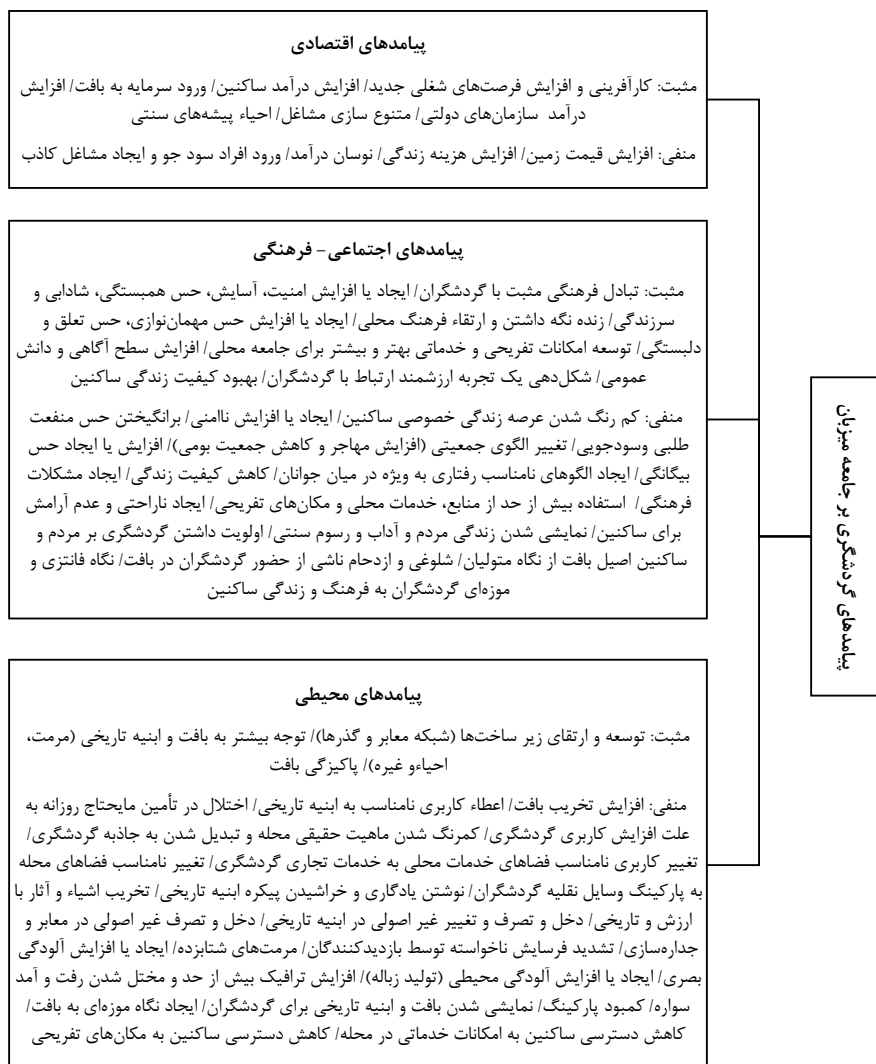 پیامدهای اقتصادی
مثبت: کارآفرینی و افزایش فرصت‌های شغلی جدید/ افزایش درآمد ساکنین/ ورود سرمایه به بافت/ افزایش
درآمد سازمان‌های دولتی/ متنوع سازی مشاغل/ احیاء پیشه‌های سنتی
منفی: افزایش قیمت زمین/ افزایش هزینه زندگی/ نوسان درآمد/ ورود افراد سود جو و ایجاد مشاغل کاذب
پیامدهای اجتماعی- فرهنگی
مثبت: تبادل فرهنگی مثبت با گردشگران/ ایجاد یا افزایش امنیت، آسایش، حس همبستگی، شادابی و
سرزندگی/ زنده نگه داشتن و ارتقاء فرهنگ محلی/ ایجاد یا افزایش حس مهمان‌نوازی، حس تعلق و
دلبستگی/ توسعه امکانات تفریحی و خدماتی بهتر و بیشتر برای جامعه محلی/ افزایش سطح آگاهی و دانش
عمومی/ شکل‌دهی یک تجربه ارزشمند ارتباط با گردشگران/ بهبود کیفیت زندگی ساکنین
منفی: کم رنگ شدن عرصه زندگی خصوصی ساکنین/ ایجاد یا افزایش ناامنی/ برانگیختن حس منفعت
طلبی وسودجویی/ تغییر الگوی جمعیتی (افزایش مهاجر و کاهش جمعیت بومی)/ افزایش یا ایجاد حس
بیگانگی/ ایجاد الگوهای نامناسب رفتاری به ویژه در میان جوانان/ کاهش کیفیت زندگی/ ایجاد مشکلات
فرهنگی/ استفاده بیش از حد از منابع، خدمات محلی و مکان‌های تفریحی/ ایجاد ناراحتی و عدم آرامش
برای ساکنین/ نمایشی شدن زندگی مردم و آداب و رسوم سنتی/ اولویت داشتن گردشگری بر مردم و
ساکنین اصیل بافت از نگاه متولیان/ شلوغی و ازدحام ناشی از حضور گردشگران در بافت/ نگاه فانتزی و
موزه‌ای گردشگران به فرهنگ و زندگی ساکنین
پیامدهای محیطی
مثبت: توسعه و ارتقای زیر ساخت‌ها (شبکه معابر و گذرها)/ توجه بیشتر به بافت و ابنیه تاریخی (مرمت،
احیاءو غیره)/ پاکیزگی بافت
منفی: افزایش تخریب بافت/ اعطاء کاربری نامناسب به ابنیه تاریخی/ اختلال در تأمین مایحتاج روزانه به
علت افزایش کاربری گردشگری/ کمرنگ شدن ماهیت حقیقی محله و تبدیل شدن به جاذبه گردشگری/
تغییر کاربری نامناسب فضاهای خدمات محلی به خدمات تجاری گردشگری/ تغییر نامناسب فضاهای محله
به پارکینگ وسایل نقلیه گردشگران/ نوشتن یادگاری و خراشیدن پیکره ابنیه تاریخی/ تخریب اشیاء و آثار با
ارزش و تاریخی/ دخل و تصرف و تغییر غیر اصولی در ابنیه تاریخی/ دخل و تصرف غیر اصولی در معابر و
جداره‌سازی/ تشدید فرسایش ناخواسته توسط بازدیدکنندگان/ مرمت‌های شتابزده/ ایجاد یا افزایش آلودگی
بصری/ ایجاد یا افزایش آلودگی محیطی (تولید زباله)/ افزایش ترافیک بیش از حد و مختل شدن رفت و آمد
سواره/ کمبود پارکینگ/ نمایشی شدن بافت و ابنیه تاریخی برای گردشگران/ ایجاد نگاه موزه‌ای به بافت/
کاهش دسترسی ساکنین به امکانات خدماتی در محله/ کاهش دسترسی ساکنین به مکان‌های تفریحی
پیامدهای گردشگری بر جامعه میزبان